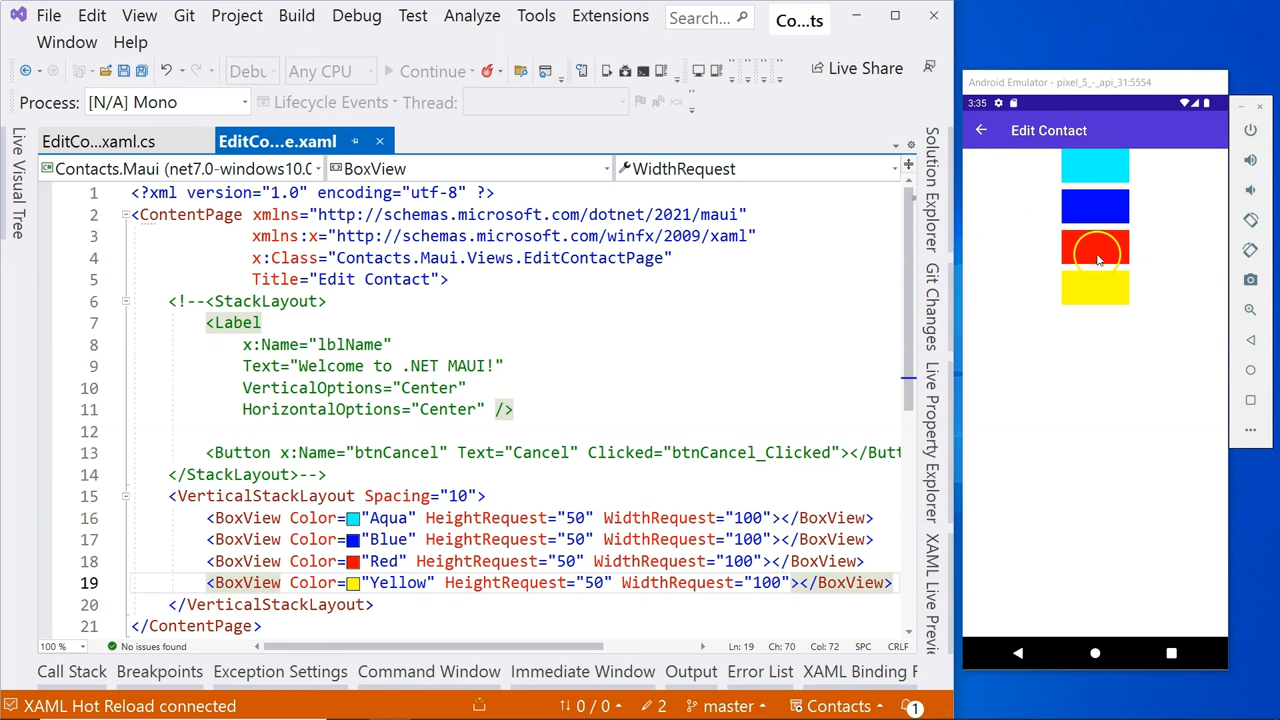 File Edit View Git Project Build Debug Test Analyze Tools Extensions Search... Co...ts
Window Help
Debu Any CPU Continue Live Share
Process: [N/A] Mono Lifecycle Events Thread:
EditCo...xaml.cs EditCo...e.xaml
Contacts.Maui (net7.0-windows10.0 BoxView WidthRequest
1 <?xml version="1.0" encoding="utf-8" ?>
2 <ContentPage xmlns="http://schemas.microsoft.com/dotnet/2021/maui"
3 xmlns:x="http://schemas.microsoft.com/winfx/2009/xaml"
4 x:Class="Contacts.Maui.Views.EditContactPage"
5 Title="Edit Contact">
6 <!--<StackLayout>
7 <Label
8 x:Name="lblName"
9 Text="Welcome to .NET MAUI!"
10 VerticalOptions="Center"
11 HorizontalOptions="Center" />
12
13 <Button x:Name="btnCancel" Text="Cancel" Clicked="btnCancel_Clicked"></Butt
14 </StackLayout>-->
15 <VerticalStackLayout Spacing="10">
16 <BoxView Color="Aqua" HeightRequest="50" WidthRequest="100"></BoxView>
17 <BoxView Color="Blue" HeightRequest="50" WidthRequest="100"></BoxView>
18 <BoxView Color="Red" HeightRequest="50" WidthRequest="100"></BoxView>
19 <BoxView Color="Yellow" HeightRequest="50" WidthRequest="100"></BoxView>
20 </VerticalStackLayout>
21 </ContentPage>
100 % No issues found Ln: 19 Ch: 70 Col: 72 SPC CRLF
Call Stack Breakpoints Exception Settings Command Window Immediate Window Output Error List XAML Binding F
XAML Hot Reload connected 0 / 0 2 master Contacts 1
Live Visual Tree
Solution Explorer
Git Changes
Live Property Explorer
XAML Live Previe
Android Emulator - pixel_5_-_api_31:5554
3:35
Edit Contact